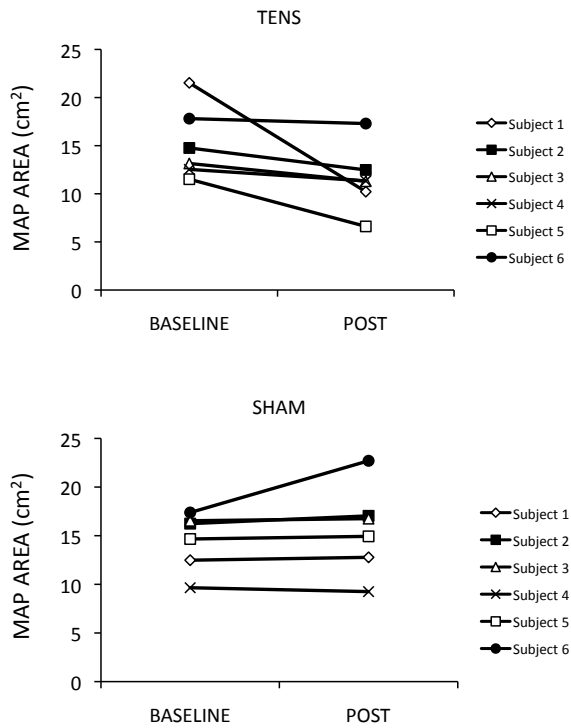 TENS
25
20
15
10
5
0
MAP AREA (cm²)
BASELINE
POST
Subject 1
Subject 2
Subject 3
Subject 4
Subject 5
Subject 6
SHAM
25
20
15
10
5
0
MAP AREA (cm²)
BASELINE
POST
Subject 1
Subject 2
Subject 3
Subject 4
Subject 5
Subject 6